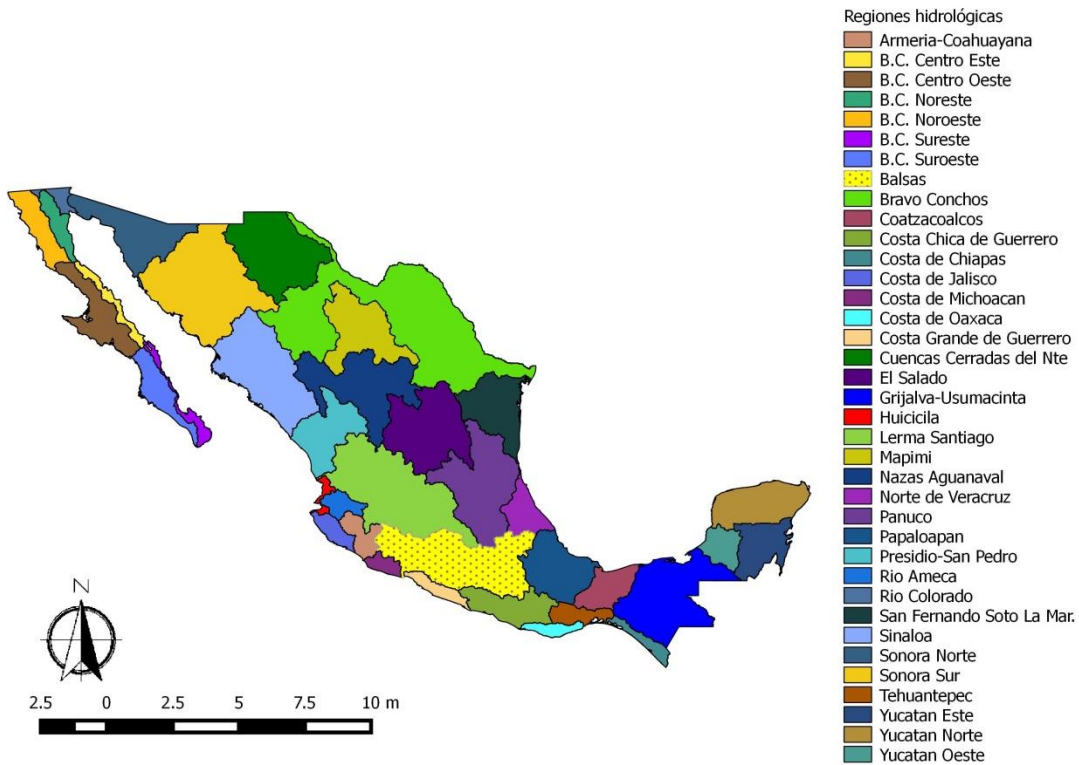 Regiones hidrológicas
Armeria-Coahuayana
B.C. Centro Este
B.C. Centro Oeste
B.C. Noreste
B.C. Noroeste
B.C. Sureste
B.C. Suroeste
Balsas
Bravo Conchos
Coatzacoalcos
Costa Chica de Guerrero
Costa de Chiapas
Costa de Jalisco
Costa de Michoacan
Costa de Oaxaca
Costa Grande de Guerrero
Cuencas Cerradas del Nte
El Salado
Grijalva-Usumacinta
Huicicila
Lerma Santiago
Mapimi
Nazas Aguanaval
Norte de Veracruz
Panuco
Papaloapan
Presidio-San Pedro
Rio Ameca
Rio Colorado
San Fernando Soto La Mar.
Sinaloa
Sonora Norte
Sonora Sur
Tehuantepec
Yucatan Este
Yucatan Norte
Yucatan Oeste
N
2.5 0 2.5 5 7.5 10 m